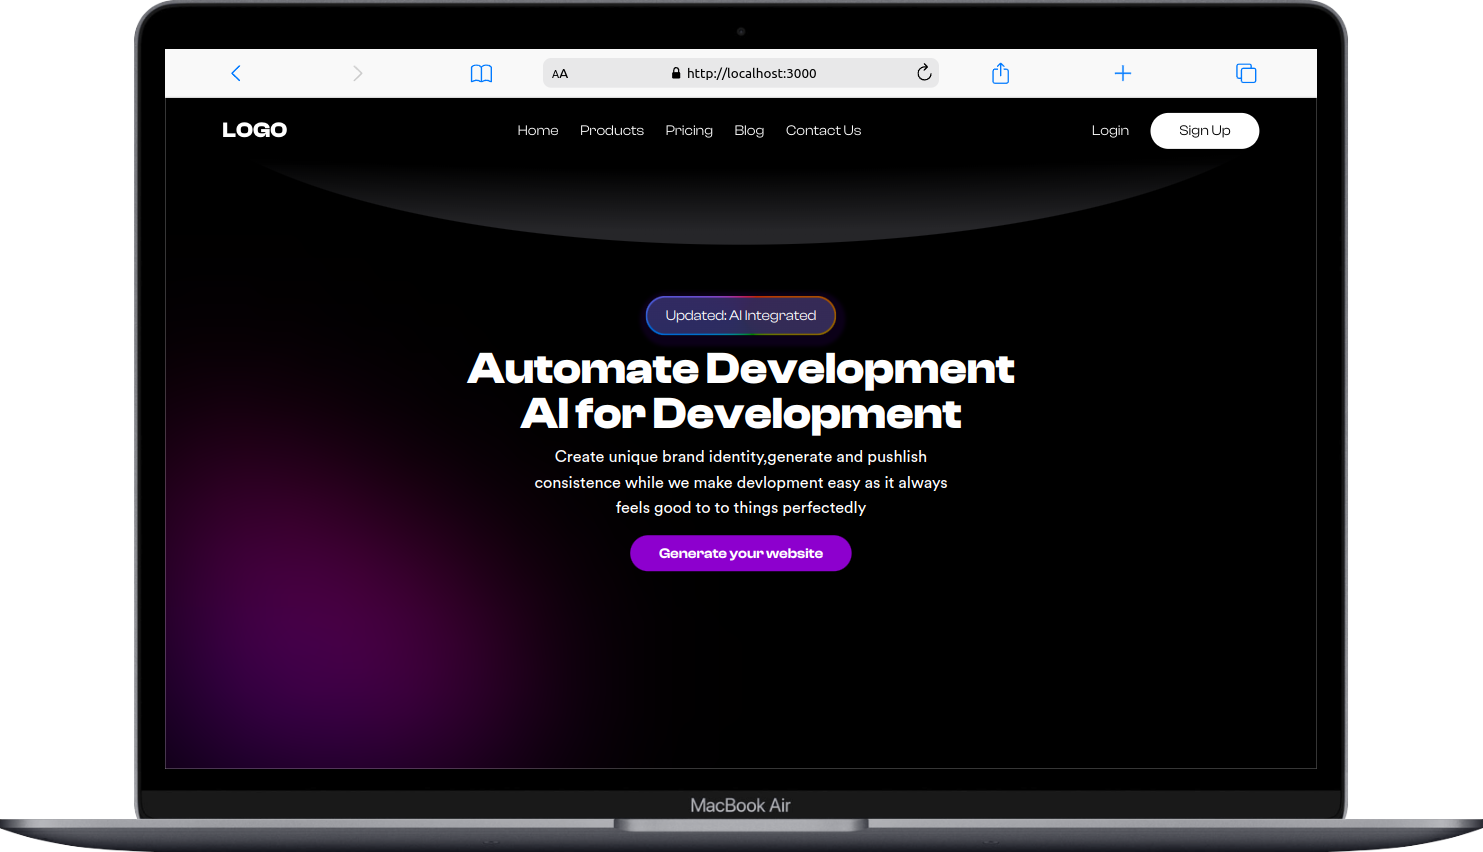 AA http://localhost:3000
LOGO Home Products Pricing Blog Contact Us Login Sign Up
Updated: AI Integrated
Automate Development
AI for Development
Create unique brand identity,generate and pushlish
consistence while we make devlopment easy as it always
feels good to to things perfectedly
Generate your website
MacBook Air